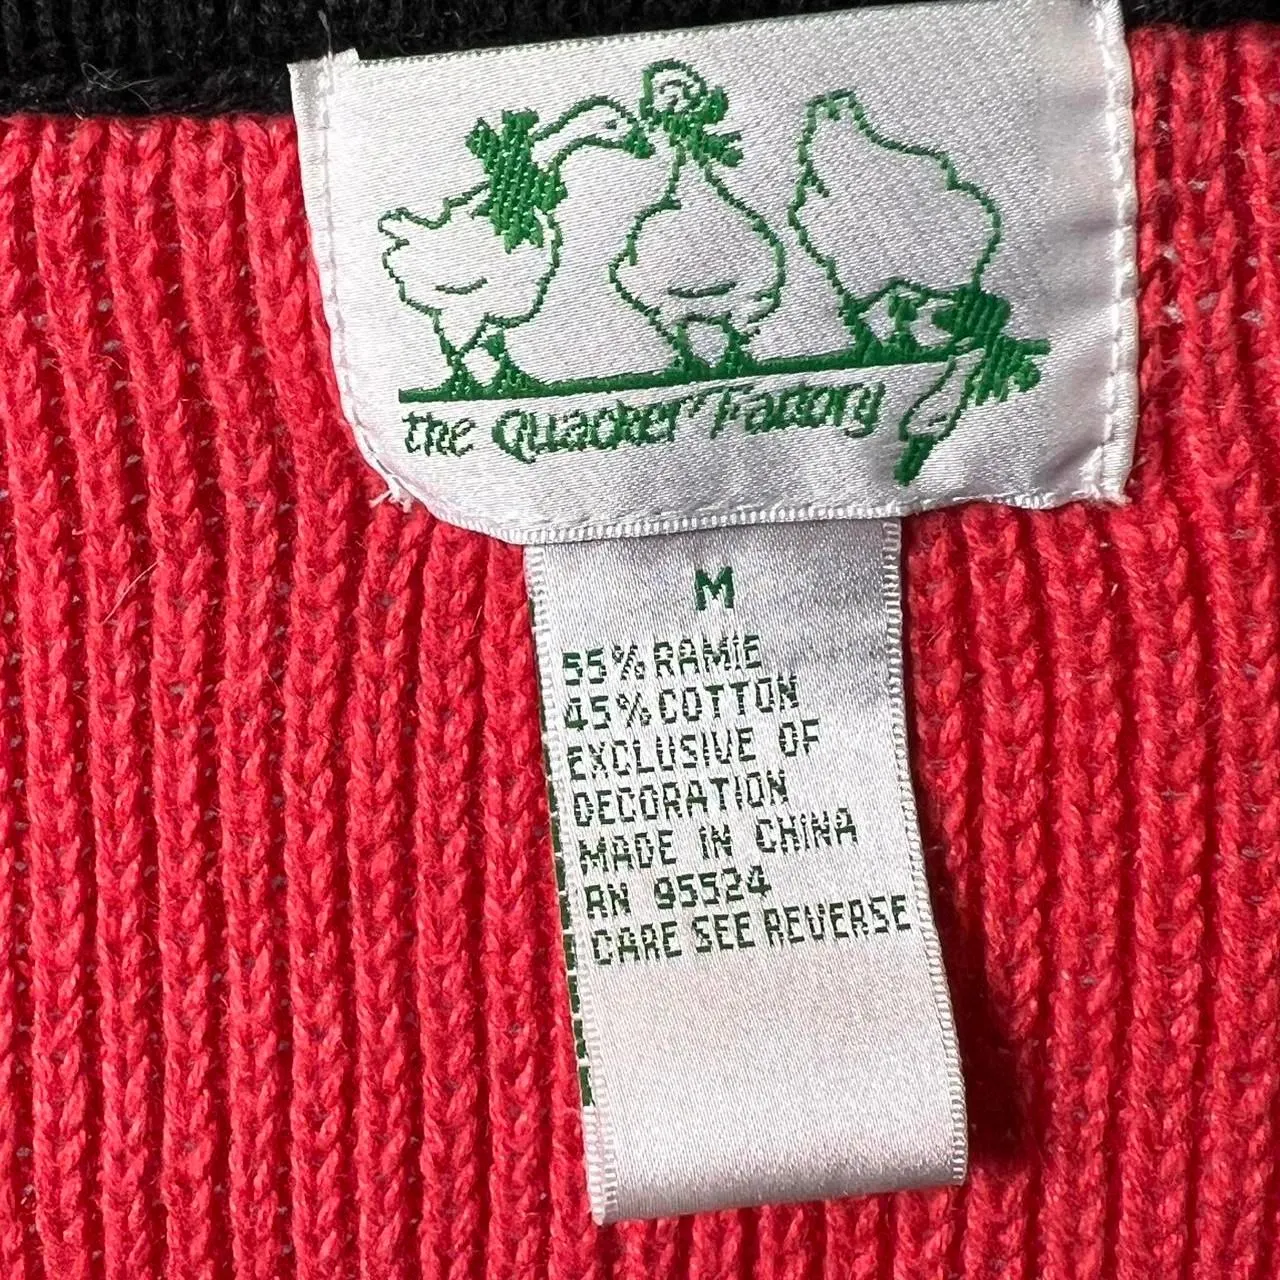 the Quacker Factory
M
55% RAMIE
45% COTTON
EXCLUSIVE OF
DECORATION
MADE IN CHINA
RN 95524
CARE SEE REVERSE